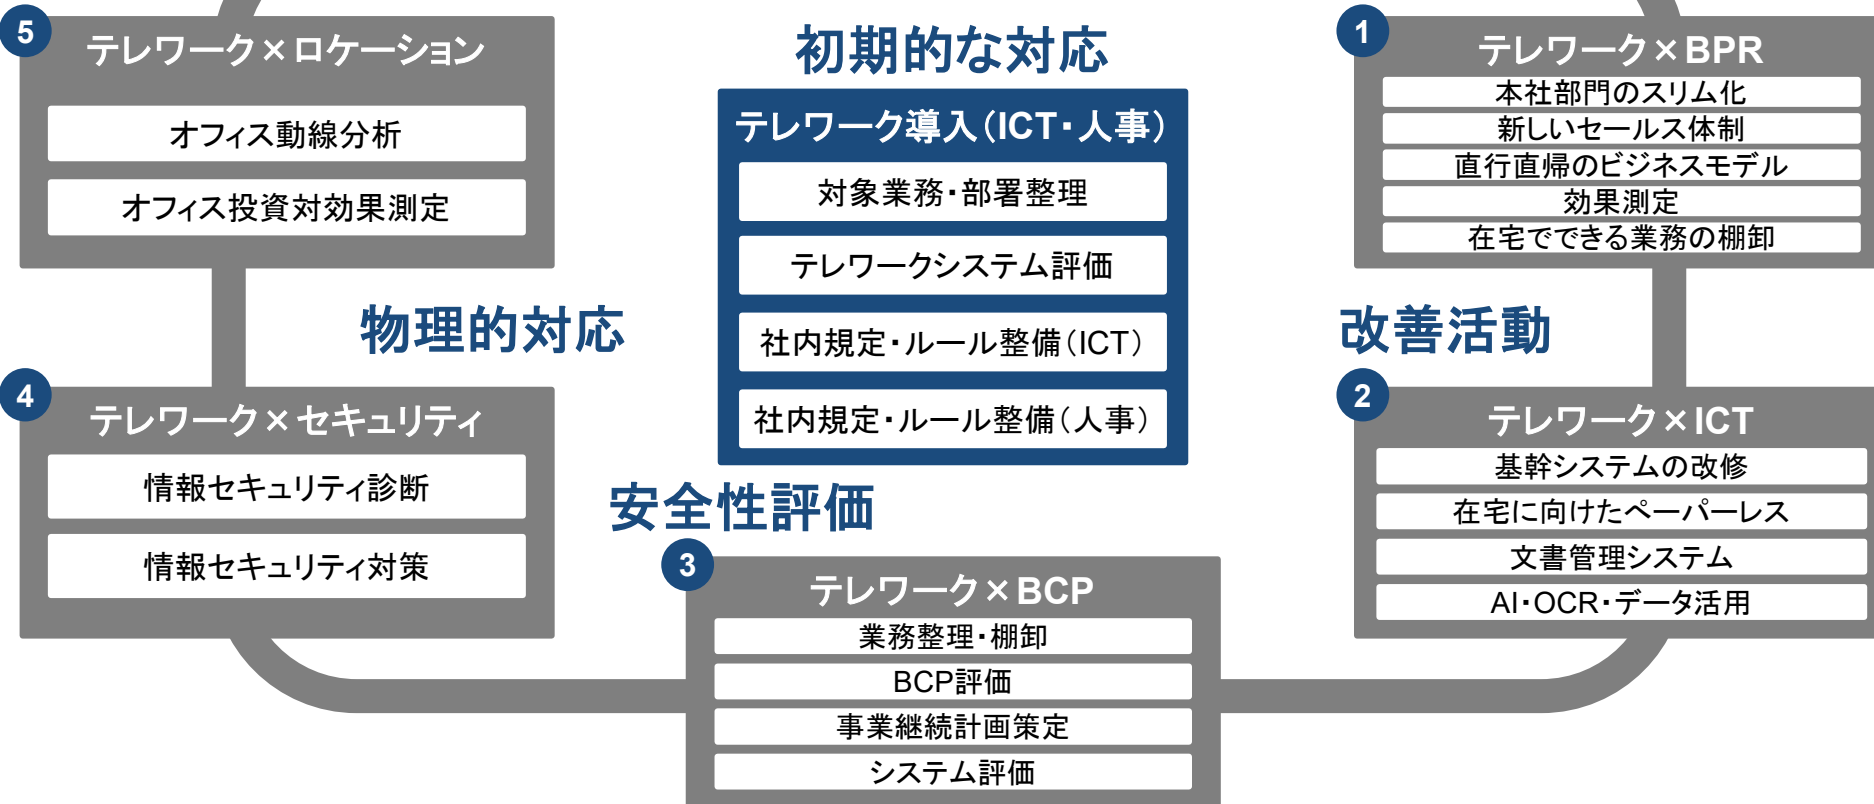 5
テレワーク×ロケーション
オフィス動線分析
オフィス投資対効果測定
初期的な対応
テレワーク導入(ICT・人事)
対象業務・部署整理
テレワークシステム評価
社内規定・ルール整備(ICT)
社内規定・ルール整備(人事)
1
テレワーク×BPR
本社部門のスリム化
新しいセールス体制
直行直帰のビジネスモデル
効果測定
在宅でできる業務の棚卸
物理的対応
改善活動
4
テレワーク×セキュリティ
情報セキュリティ診断
情報セキュリティ対策
2
テレワーク×ICT
基幹システムの改修
在宅に向けたペーパーレス
文書管理システム
AI・OCR・データ活用
安全性評価
3
テレワーク×BCP
業務整理・棚卸
BCP評価
事業継続計画策定
システム評価